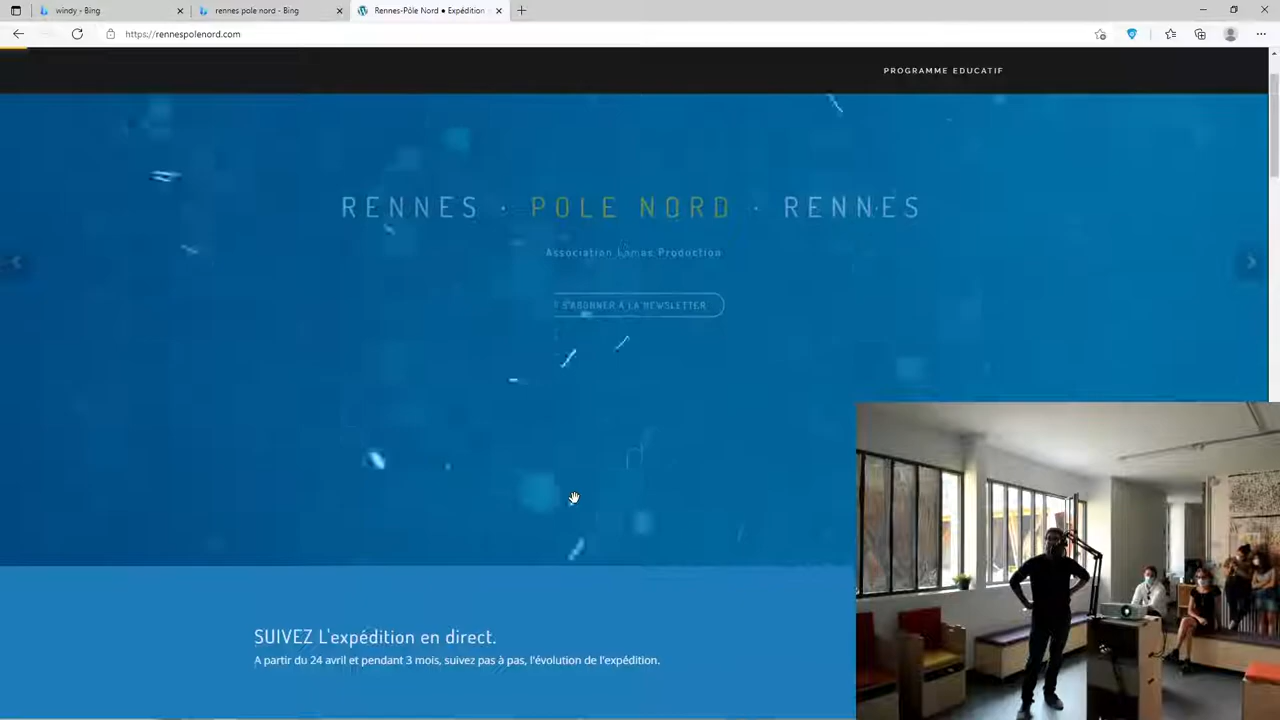 windy - Bing
rennes pole nord - Bing
Rennes-Pôle Nord • Expédition
https://rennespolenord.com
PROGRAMME EDUCATIF
RENNES · POLE NORD · RENNES
Association Lamas Production
S'ABONNER À LA NEWSLETTER
SUIVEZ L'expédition en direct.
A partir du 24 avril et pendant 3 mois, suivez pas à pas, l'évolution de l'expédition.